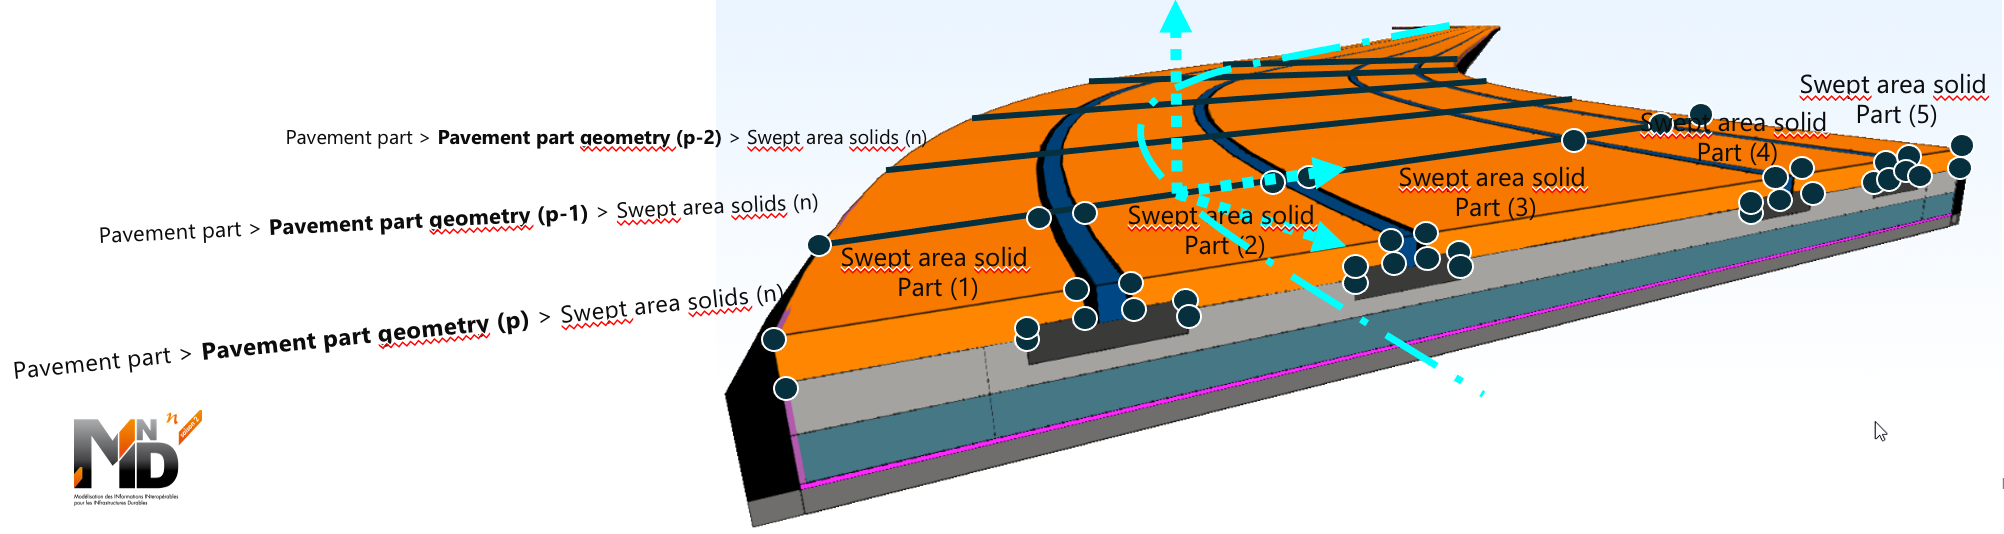 Pavement part > Pavement part geometry (p-2) > Swept area solids (n)
Pavement part > Pavement part geometry (p-1) > Swept area solids (n)
Pavement part > Pavement part geometry (p) > Swept area solids (n)
Swept area solid
Part (1)
Swept area solid
Part (2)
Swept area solid
Part (3)
Swept area solid
Part (4)
Swept area solid
Part (5)
MND
n
saison 2
Modélisation des INformations INteropérables
pour les INfrastructures Durables